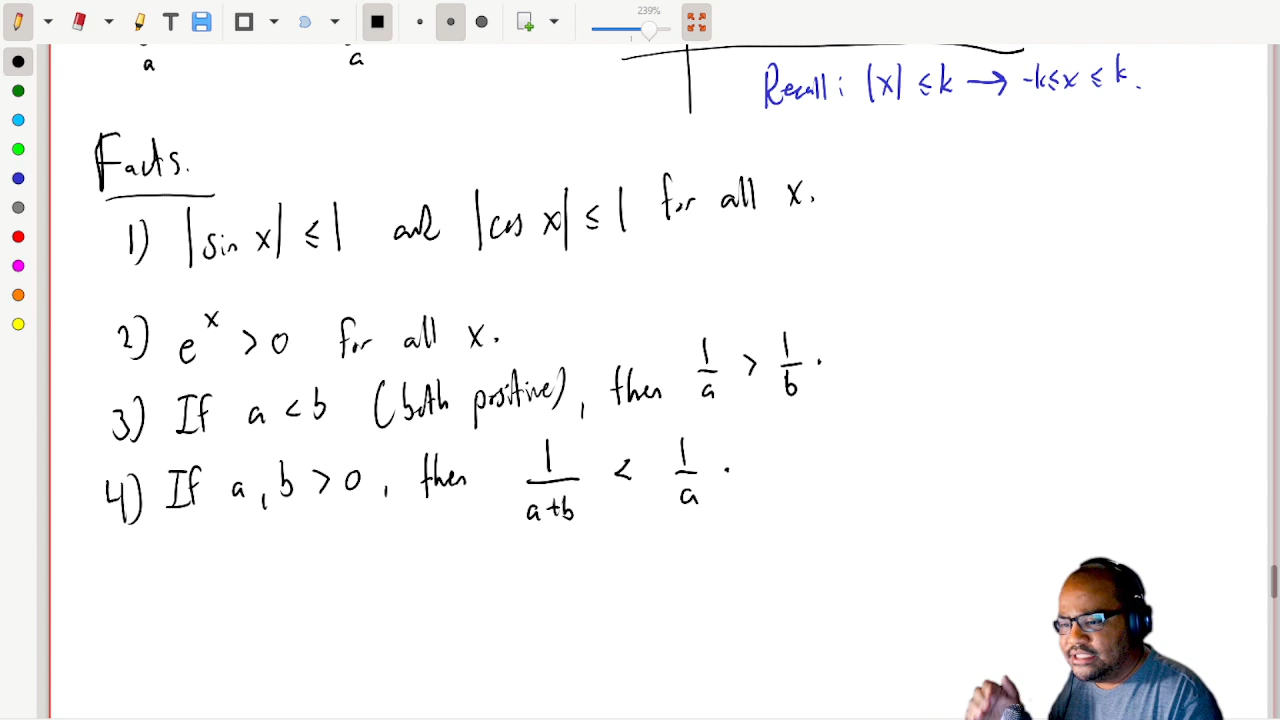 239%
a
a
Recall: |x| ≤ k → -k ≤ x ≤ k.
Facts.
1) |sin x| ≤ 1 and |cos x| ≤ 1 for all x.
2) e^x > 0 for all x.
3) If a < b (both positive), then 1/a > 1/b.
4) If a, b > 0, then 1/(a+b) < 1/a.